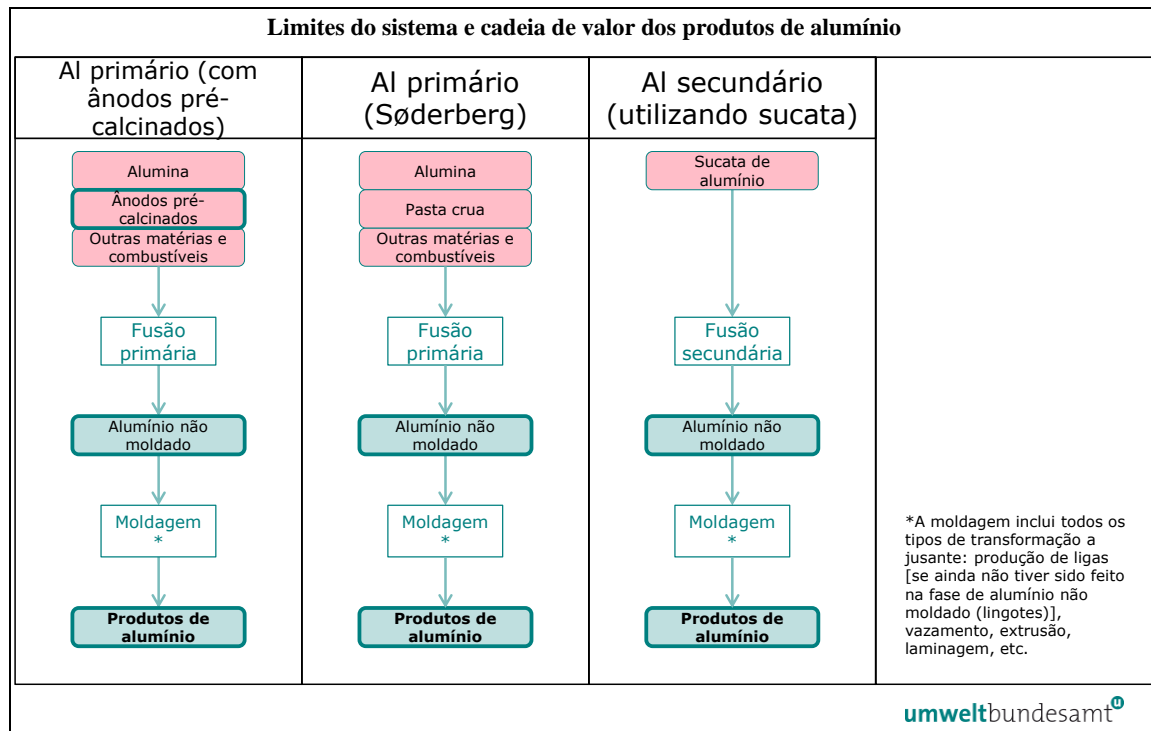 Limites do sistema e cadeia de valor dos produtos de alumínio
Al primário (com
ânodos pré-
calcinados)
Alumina
Ânodos pré-
calcinados
Outras matérias e
combustíveis
Fusão
primária
Alumínio não
moldado
Moldagem
*
Produtos de
alumínio
Al primário
(Søderberg)
Alumina
Pasta crua
Outras matérias e
combustíveis
Fusão
primária
Alumínio não
moldado
Moldagem
*
Produtos de
alumínio
Al secundário
(utilizando sucata)
Sucata de
alumínio
Fusão
secundária
Alumínio não
moldado
Moldagem
*
Produtos de
alumínio
*A moldagem inclui todos os
tipos de transformação a
jusante: produção de ligas
[se ainda não tiver sido feito
na fase de alumínio não
moldado (lingotes)],
vazamento, extrusão,
laminagem, etc.
umweltbundesamt u